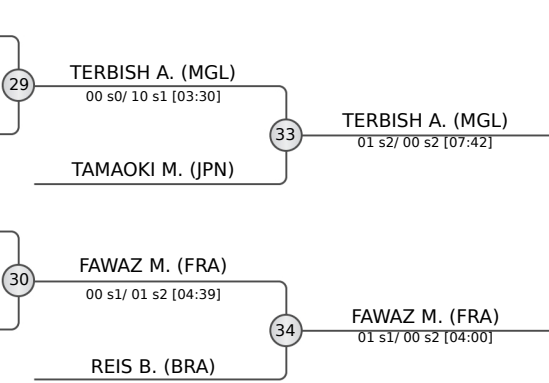 29
TERBISH A. (MGL)
00 s0/ 10 s1 [03:30]
33
TERBISH A. (MGL)
01 s2/ 00 s2 [07:42]
TAMAOKI M. (JPN)
30
FAWAZ M. (FRA)
00 s1/ 01 s2 [04:39]
34
FAWAZ M. (FRA)
01 s1/ 00 s2 [04:00]
REIS B. (BRA)